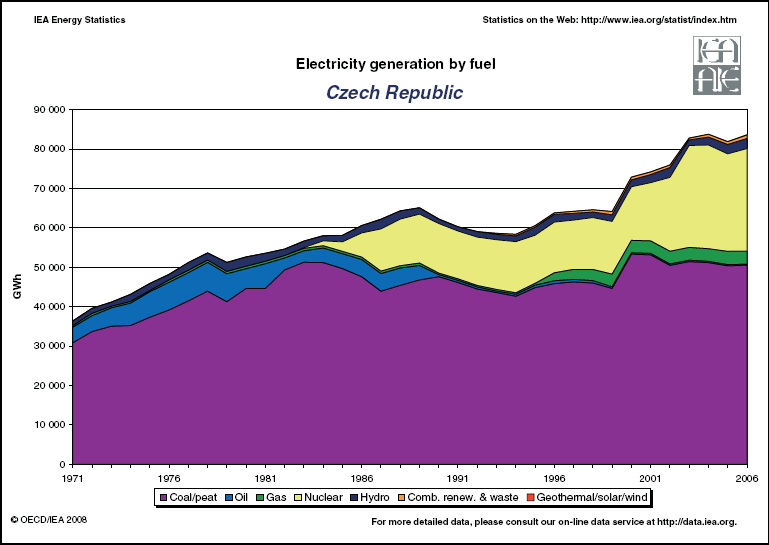 IEA Energy Statistics
Statistics on the Web: http://www.iea.org/statist/index.htm
IEA
Electricity generation by fuel
Czech Republic
90 000
80 000
70 000
60 000
50 000
40 000
30 000
20 000
10 000
0
GWh
1971 1976 1981 1986 1991 1996 2001 2006
Coal/peat Oil Gas Nuclear Hydro Comb. renew. & waste Geothermal/solar/wind
© OECD/IEA 2008
For more detailed data, please consult our on-line data service at http://data.iea.org.